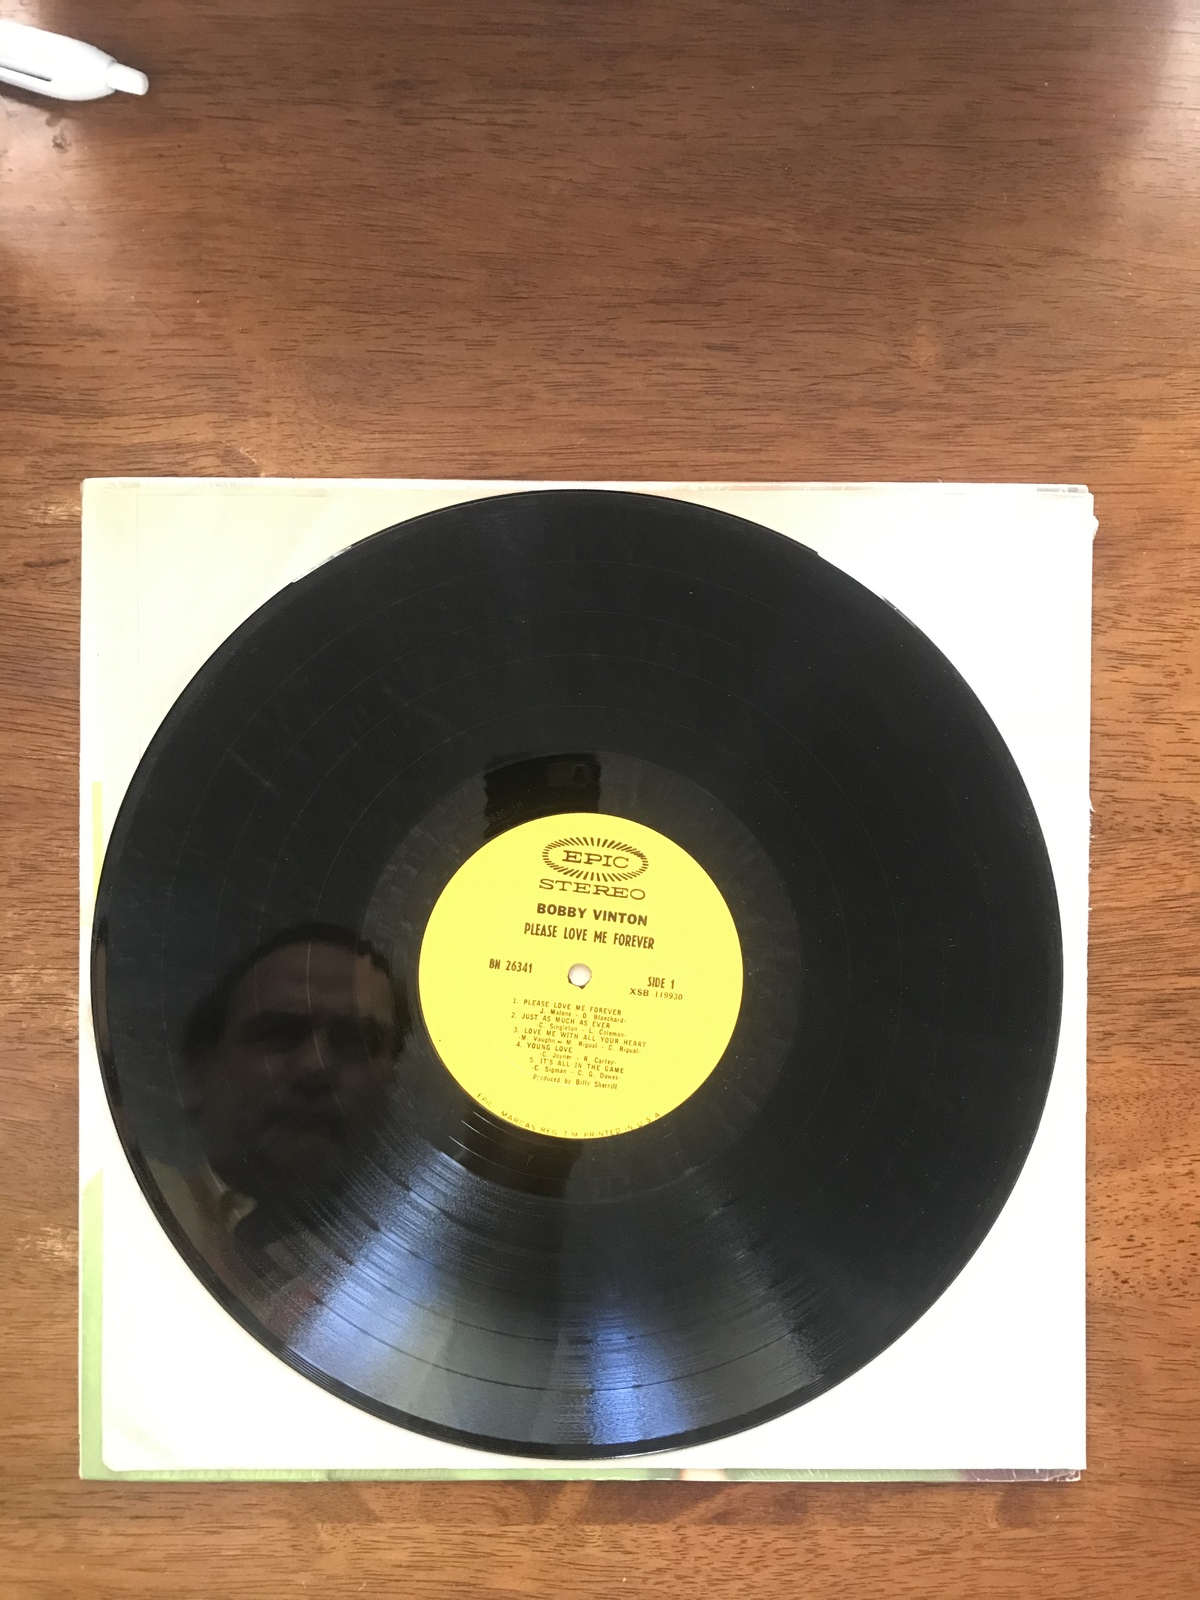 EPIC
STEREO
BOBBY VINTON
PLEASE LOVE ME FOREVER
BN 26341
SIDE 1
XSB 119930
1. PLEASE LOVE ME FOREVER
J. Malone - O. Blanchard-
2. JUST AS MUCH AS EVER
-C. Singleton - L. Coleman-
3. LOVE ME WITH ALL YOUR HEART
-M. Vaughn - M. Rigual - C. Rigual-
4. YOUNG LOVE
-C. Joyner - R. Cartey-
5. IT'S ALL IN THE GAME
-C. Sigman - C. G. Dawes-
Produced by Billy Sherrill
EPIC, MARCAS REG. T.M. PRINTED IN U.S.A.